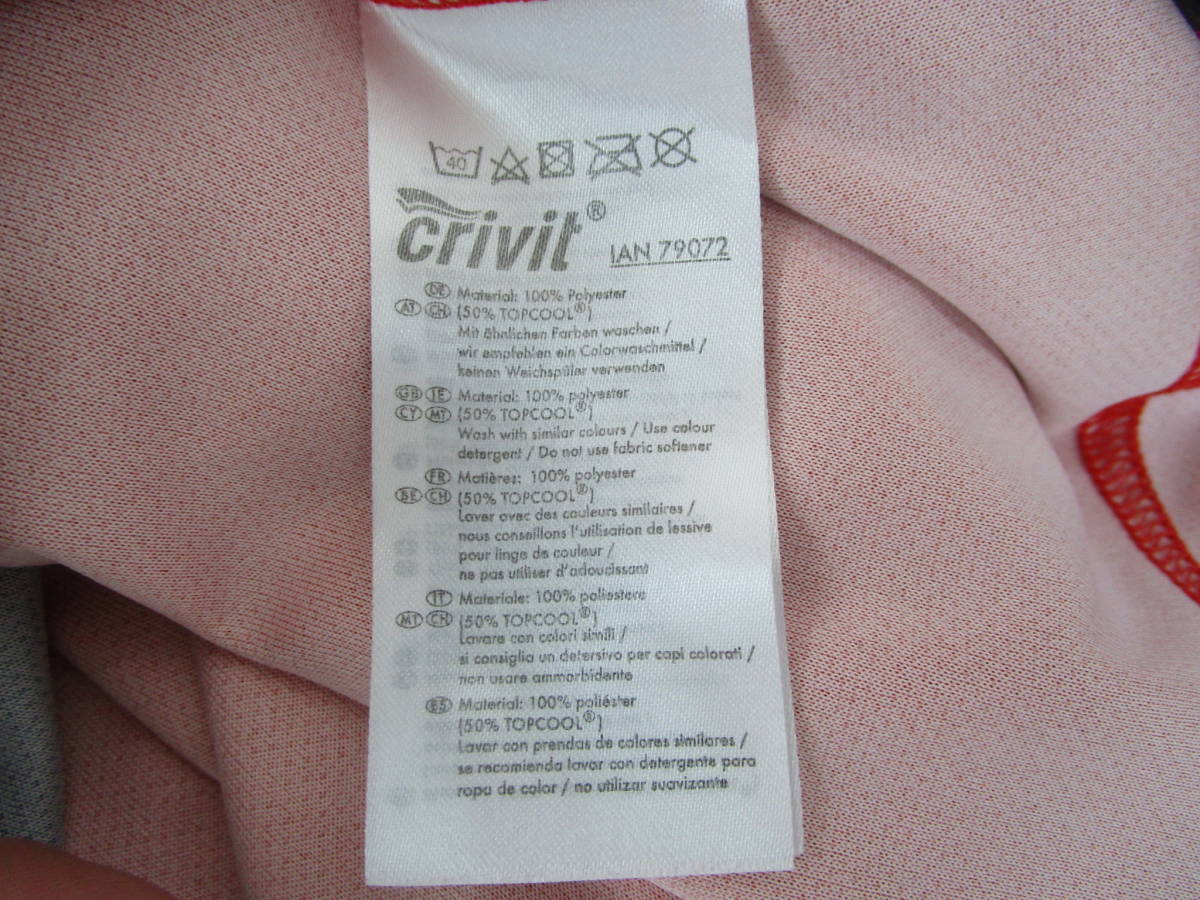 40
crivit® IAN 79072
DE Material: 100% Polyester
AT CH (50% TOPCOOL®)
Mit ähnlichen Farben waschen /
wir empfehlen ein Colorwaschmittel /
keinen Weichspüler verwenden
GB IE Material: 100% polyester
CY MT (50% TOPCOOL®)
Wash with similar colours / Use colour
detergent / Do not use fabric softener
FR Matières: 100% polyester
BE CH (50% TOPCOOL®)
Laver avec des couleurs similaires /
nous conseillons l'utilisation de lessive
pour linge de couleur /
ne pas utiliser d'adoucissant
IT Materiale: 100% poliestere
MT CH (50% TOPCOOL®)
Lavare con colori simili /
si consiglia un detersivo per capi colorati /
non usare ammorbidente
ES Material: 100% poliéster
(50% TOPCOOL®)
Lavar con prendas de colores similares /
se recomienda lavar con detergente para
ropa de color / no utilizar suavizante